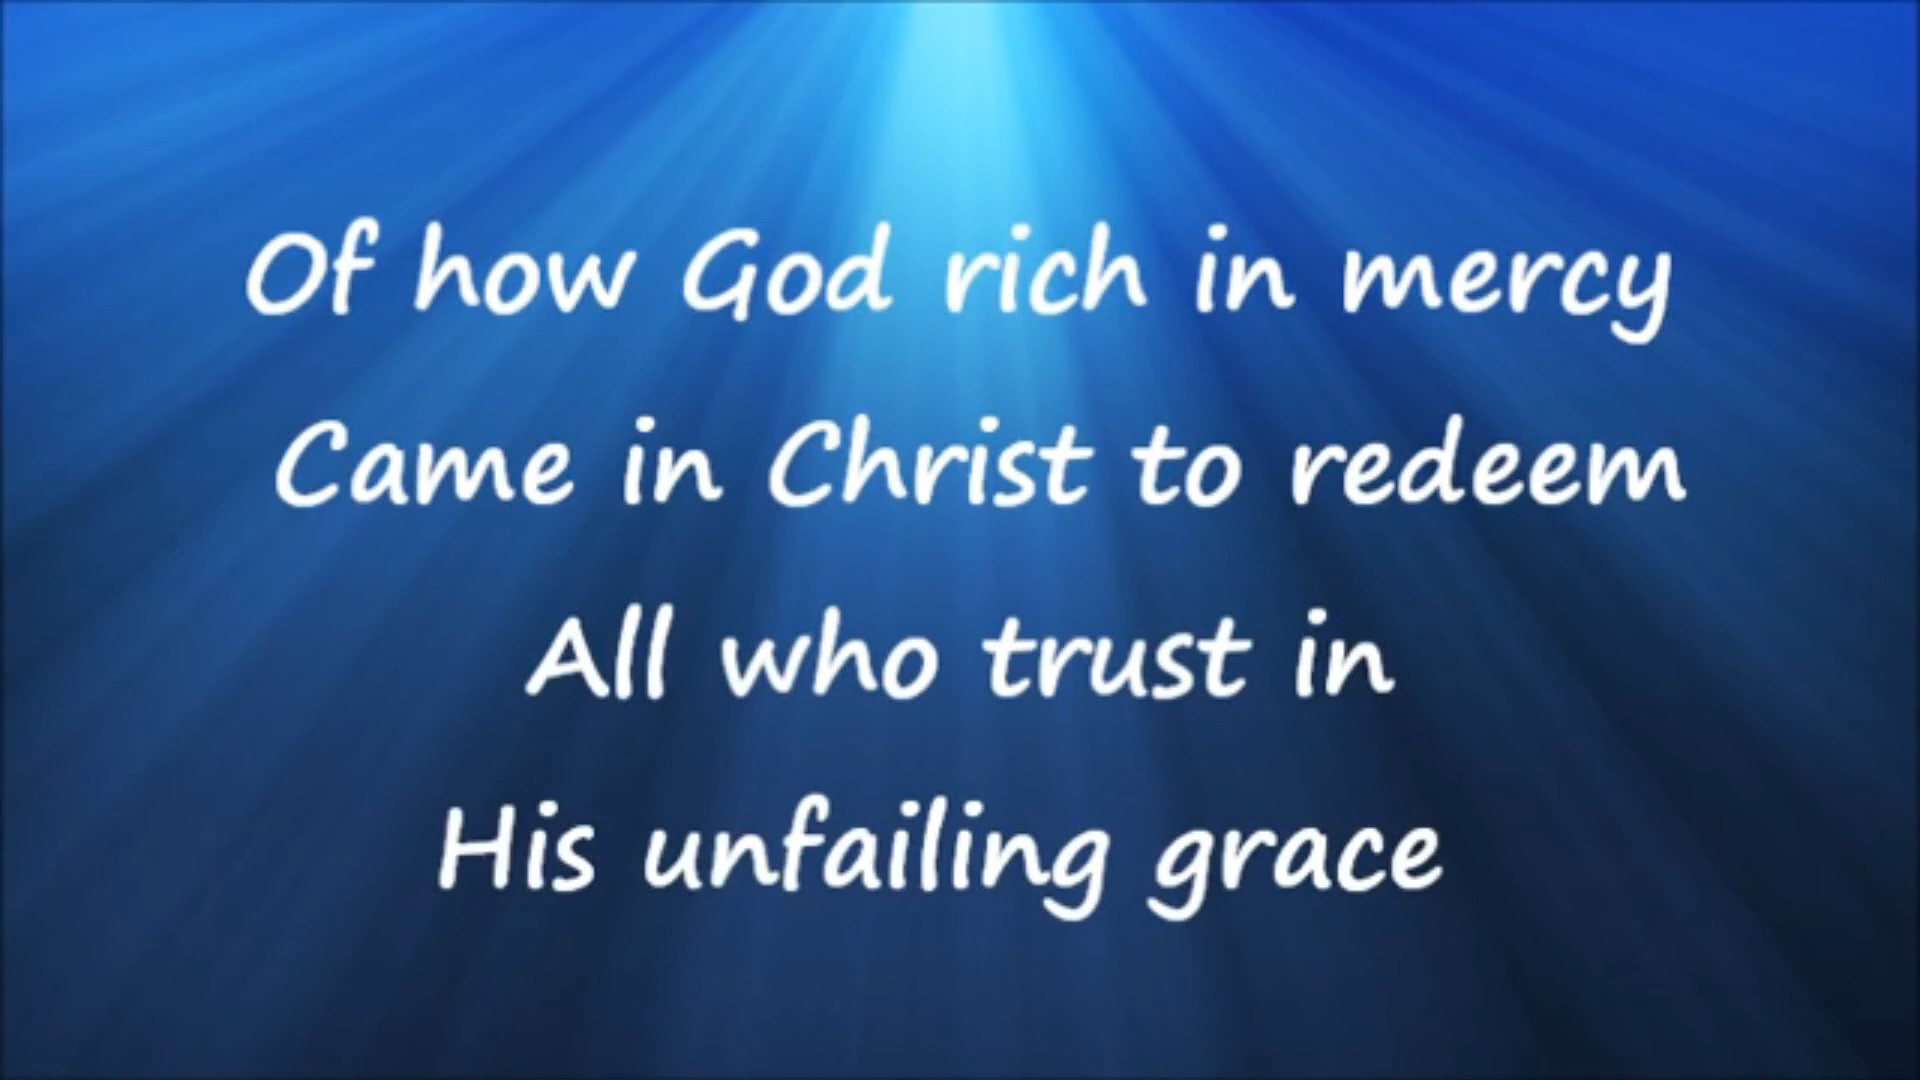 Of how God rich in mercy
Came in Christ to redeem
All who trust in
His unfailing grace